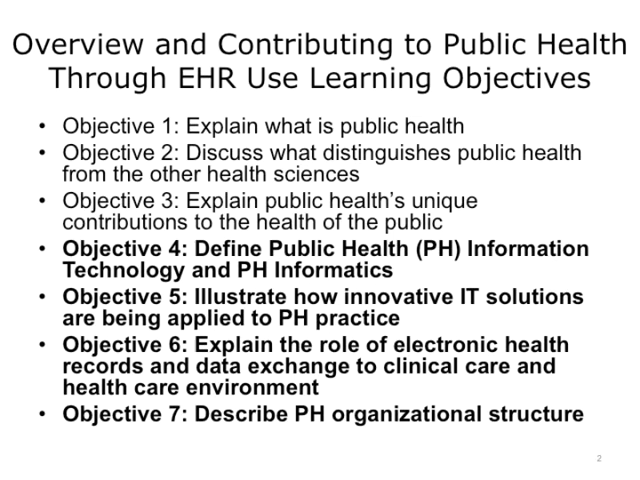 Overview and Contributing to Public Health
Through EHR Use Learning Objectives
• Objective 1: Explain what is public health
• Objective 2: Discuss what distinguishes public health
from the other health sciences
• Objective 3: Explain public health’s unique
contributions to the health of the public
• Objective 4: Define Public Health (PH) Information
Technology and PH Informatics
• Objective 5: Illustrate how innovative IT solutions
are being applied to PH practice
• Objective 6: Explain the role of electronic health
records and data exchange to clinical care and
health care environment
• Objective 7: Describe PH organizational structure
2